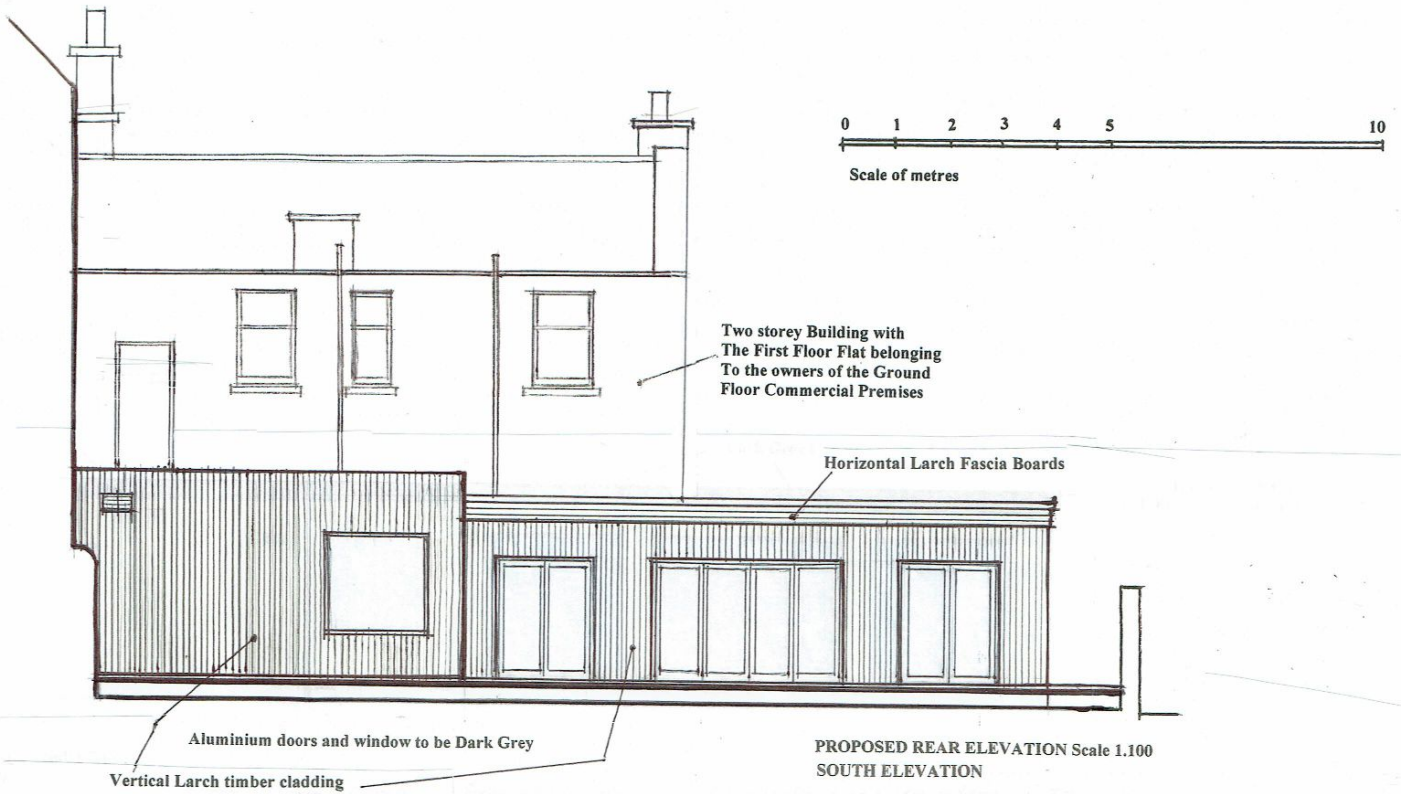 0 1 2 3 4 5 10
Scale of metres
Two storey Building with
The First Floor Flat belonging
To the owners of the Ground
Floor Commercial Premises
Horizontal Larch Fascia Boards
Aluminium doors and window to be Dark Grey
Vertical Larch timber cladding
PROPOSED REAR ELEVATION Scale 1.100
SOUTH ELEVATION